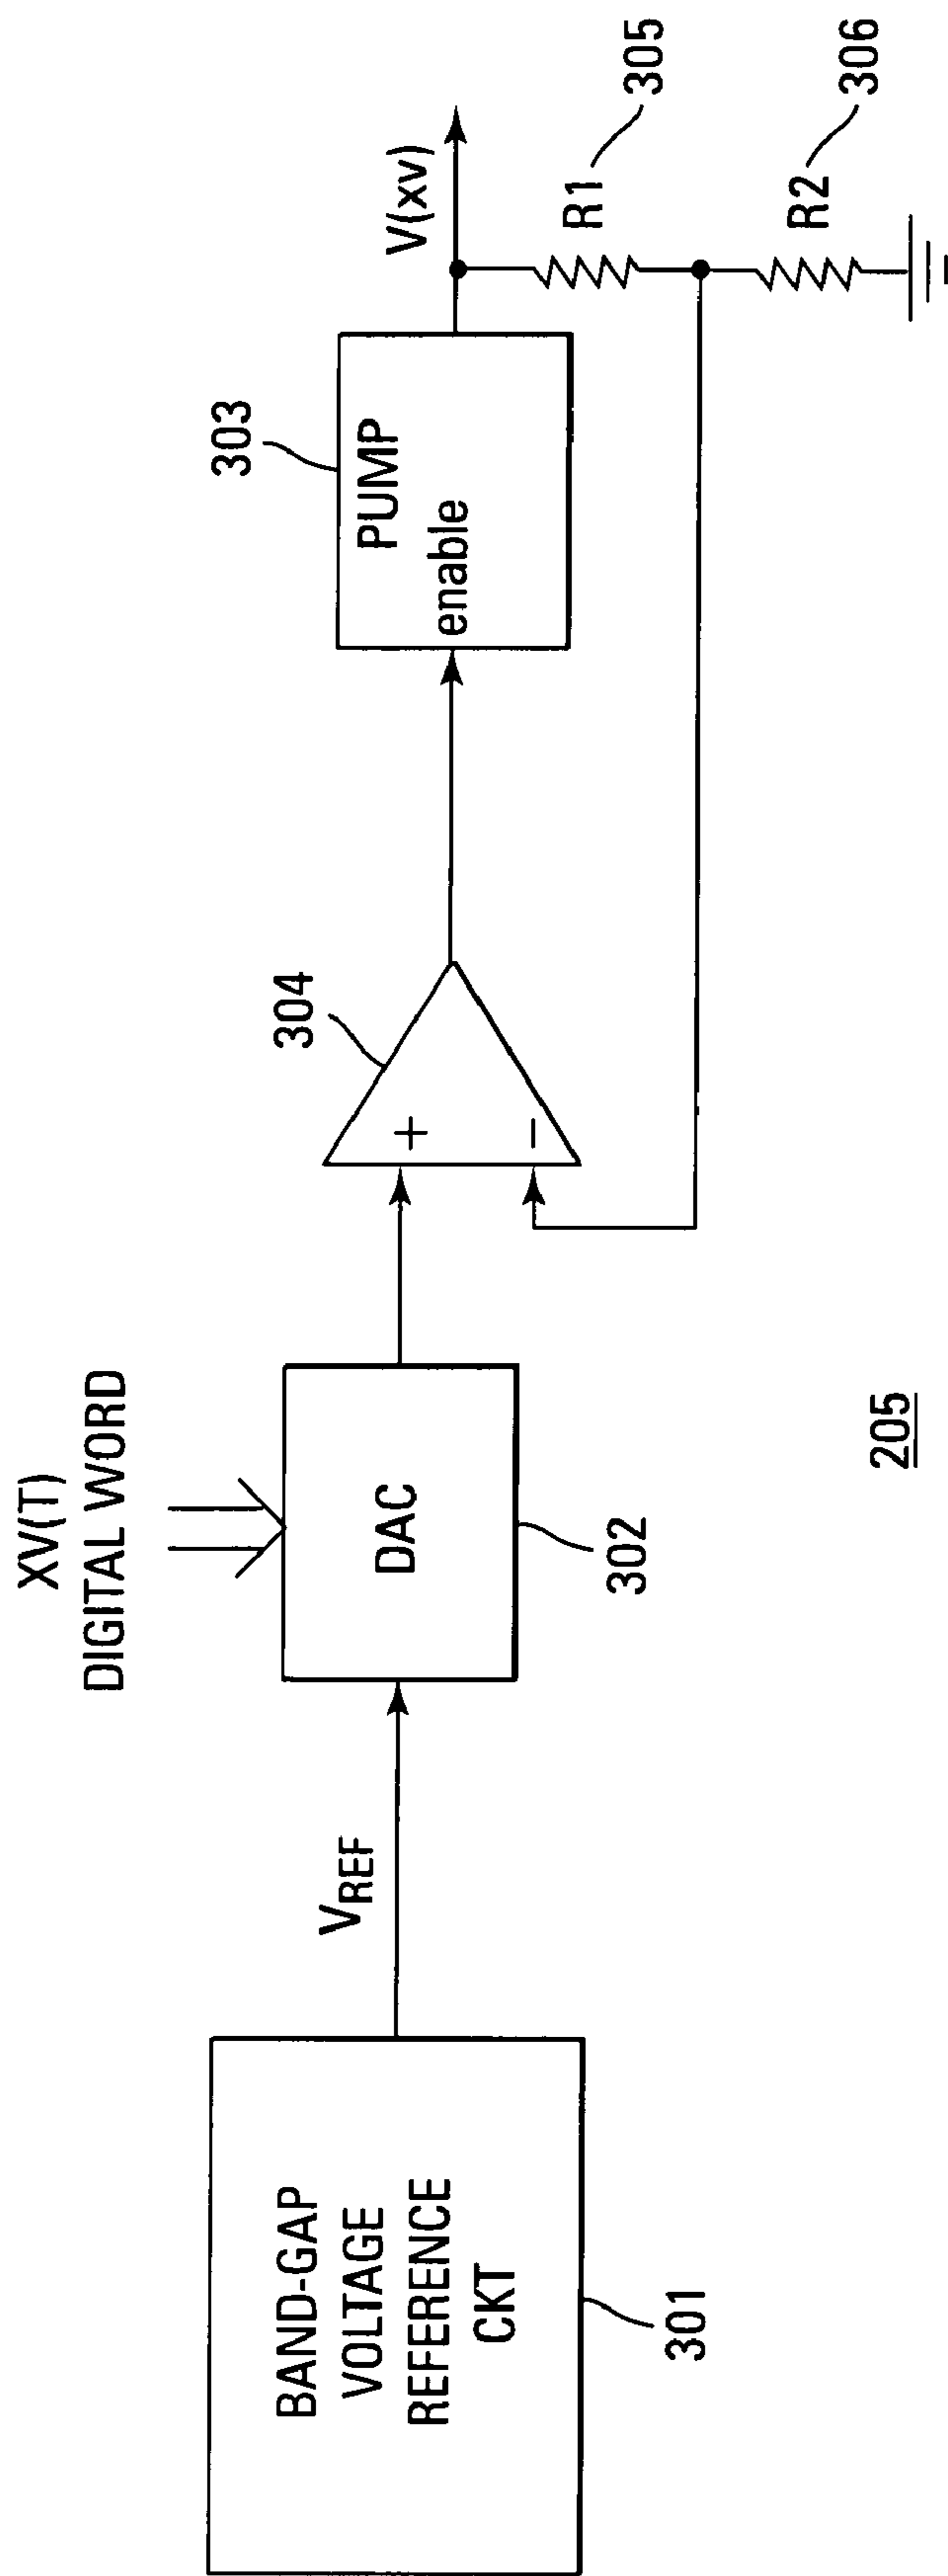 XV(T)
DIGITAL WORD
BAND-GAP
VOLTAGE
REFERENCE
CKT
301
VREF
DAC
302
+
-
304
PUMP
enable
303
V(xv)
R1
305
R2
306
205